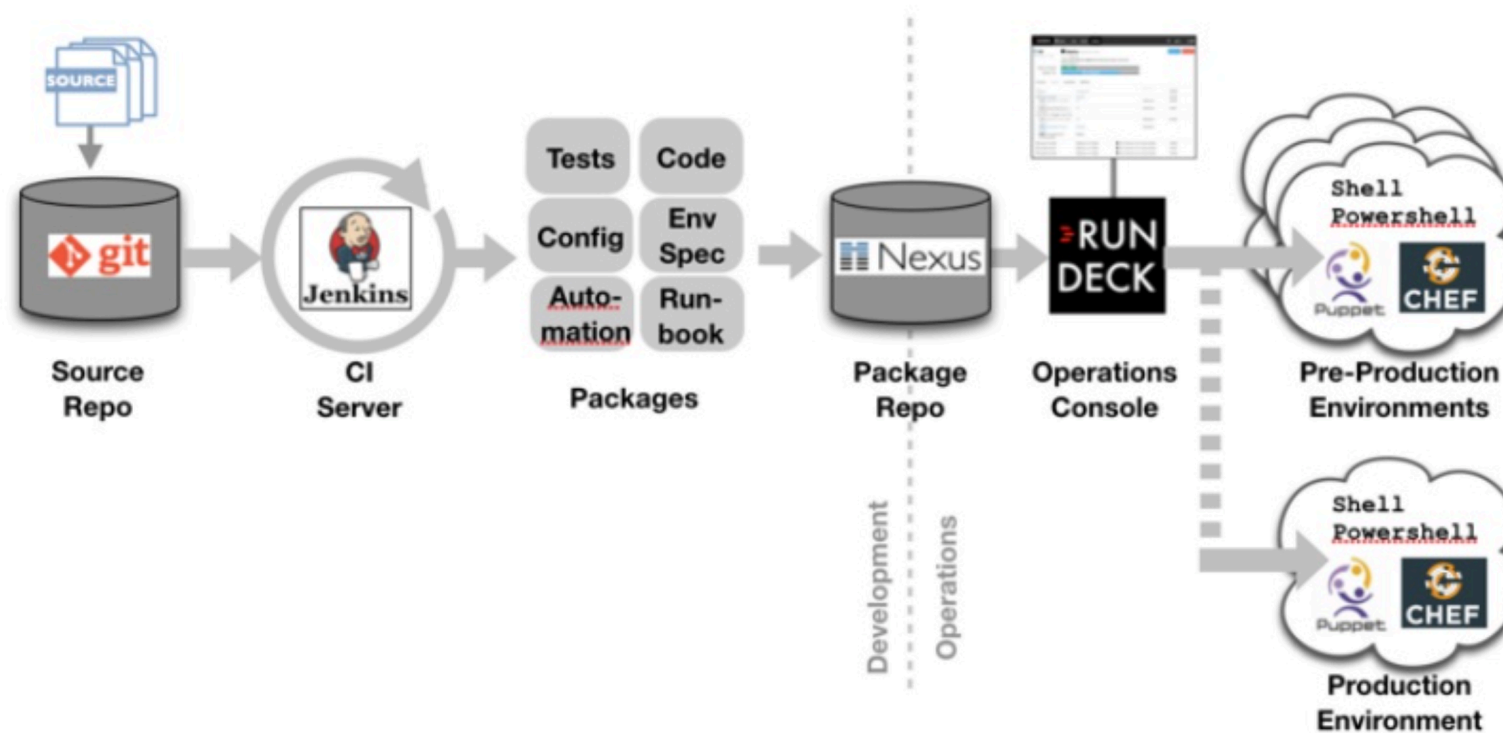 SOURCE
git
Source
Repo
Jenkins
CI
Server
Tests
Code
Config
Env
Spec
Auto-
mation
Run-
book
Packages
Nexus
Package
Repo
RUN
DECK
Operations
Console
Shell
Powershell
Puppet
CHEF
Pre-Production
Environments
Development
Operations
Shell
Powershell
Puppet
CHEF
Production
Environment